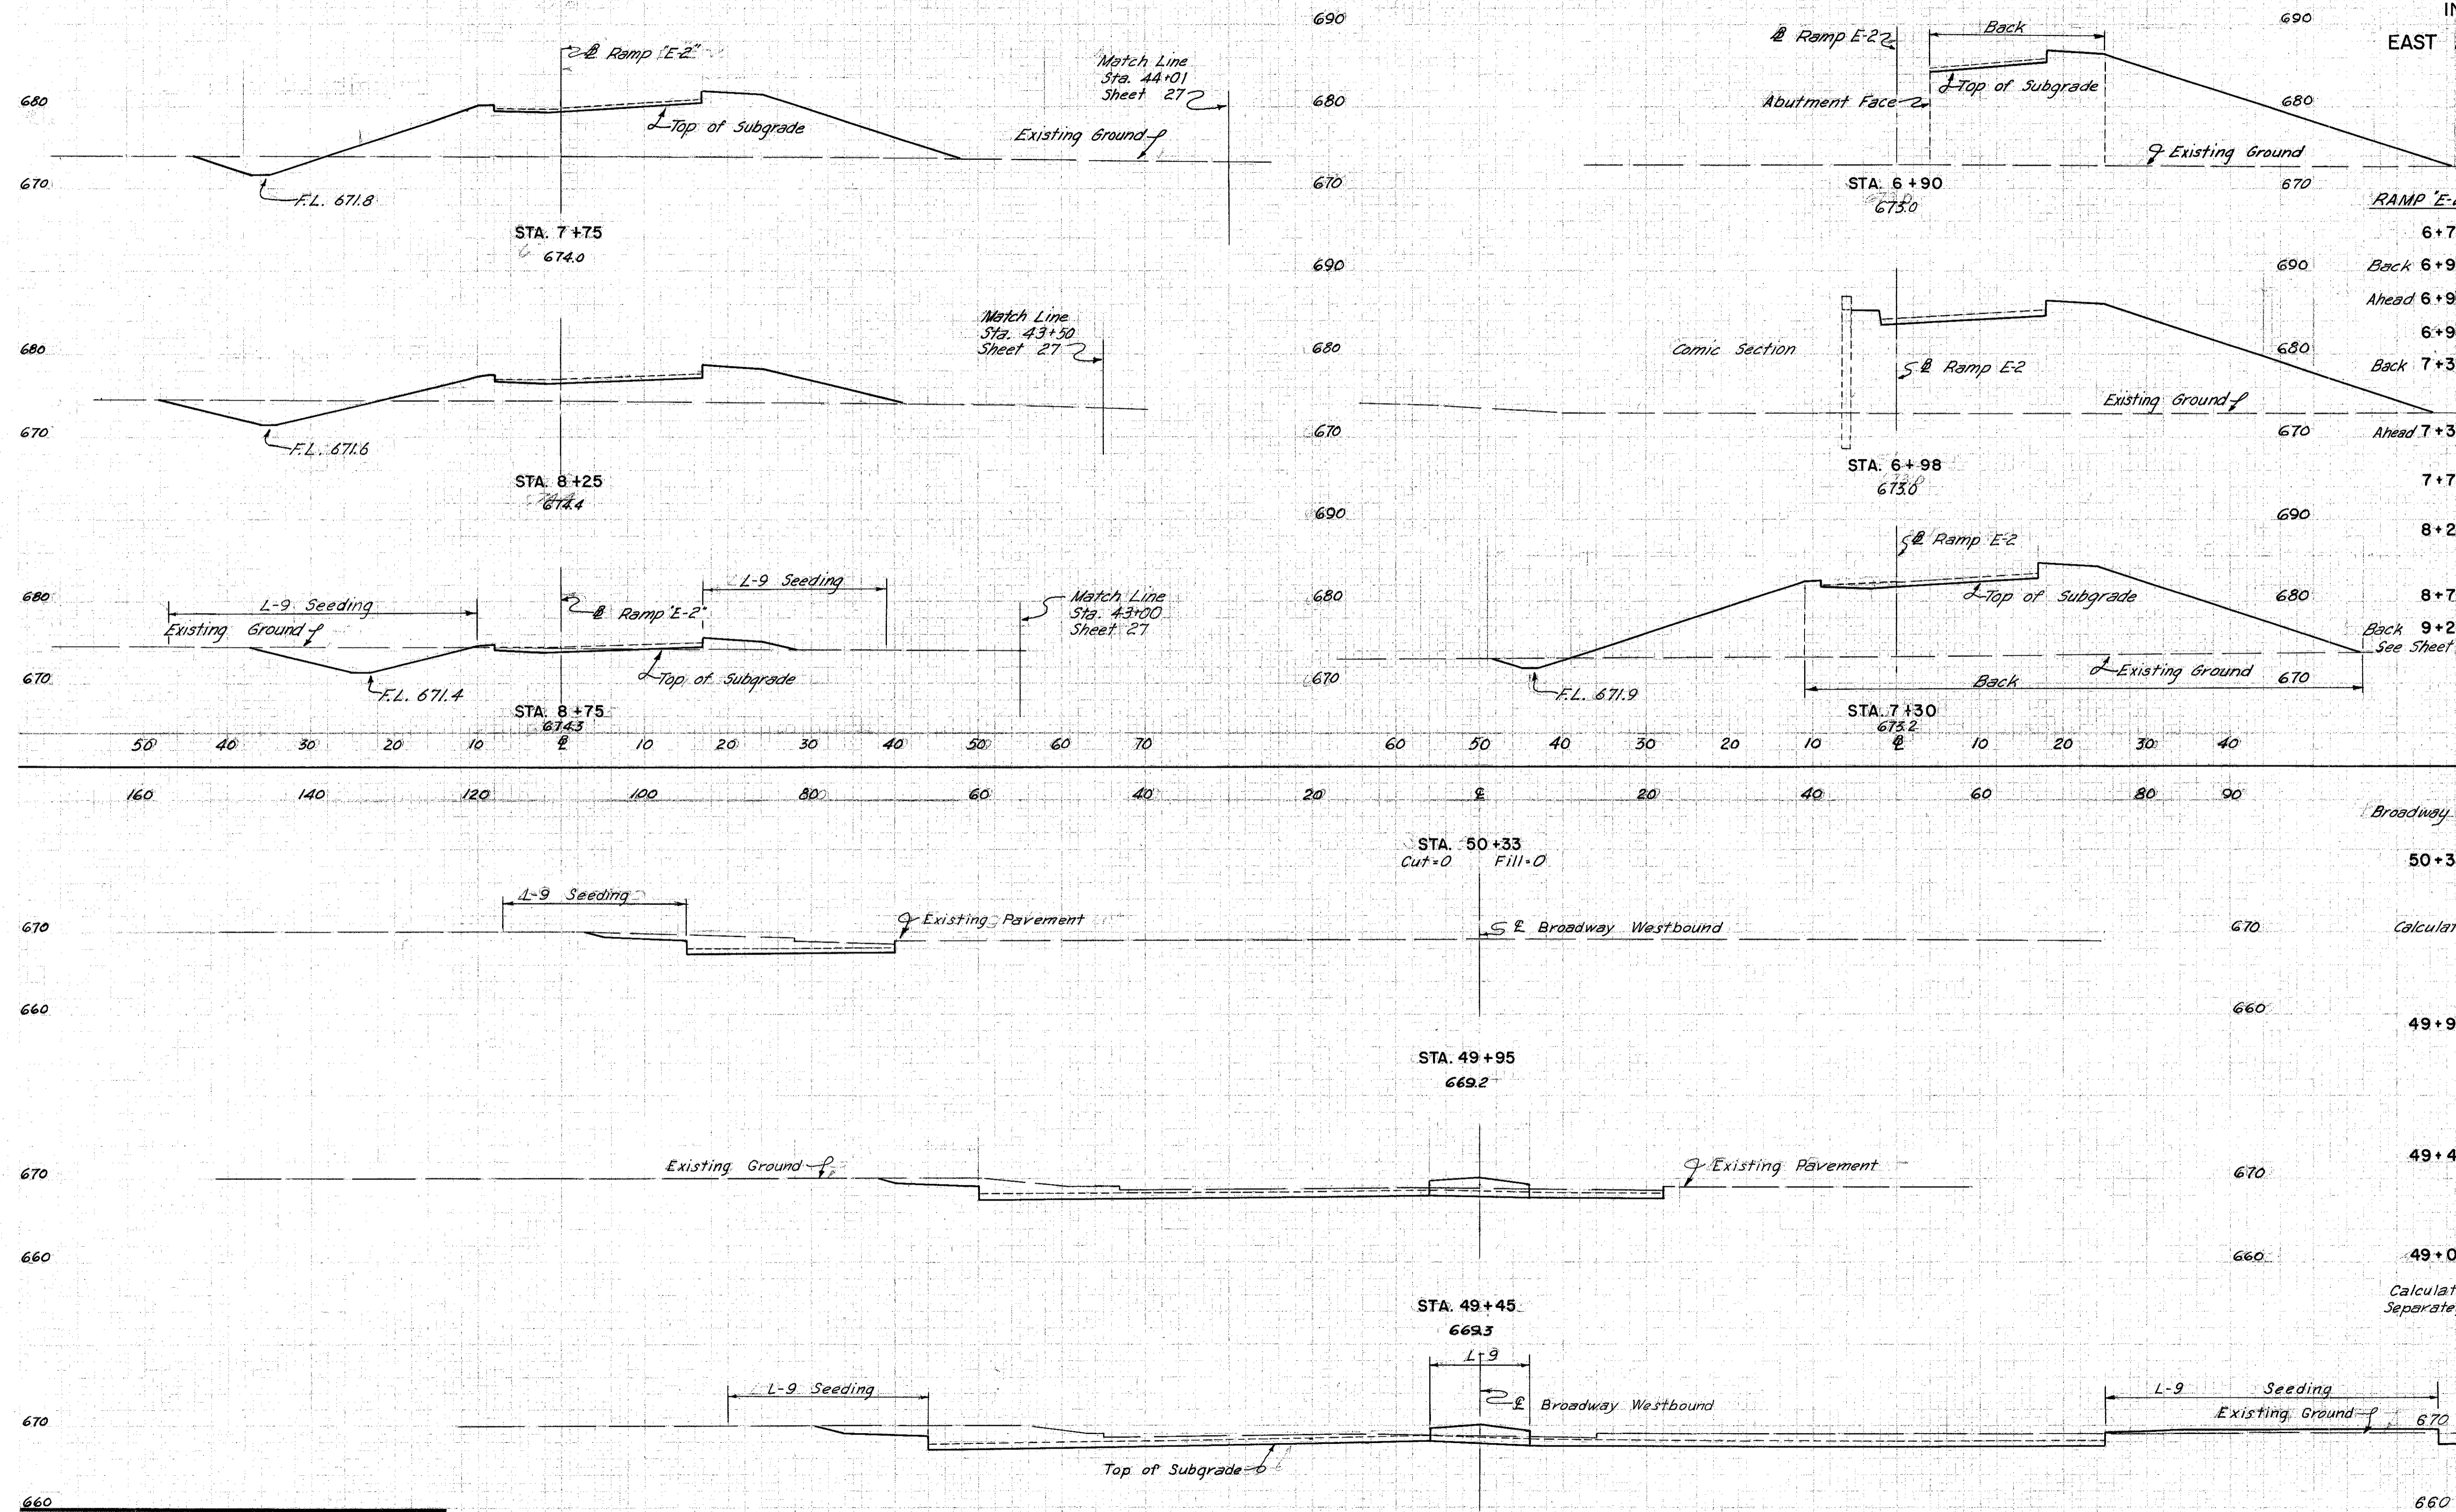 690
690
IN
℄ Ramp "E-2"
℄ Ramp E-2
Back
EAST
Match Line
Sta. 44+01
Sheet 27
680
680
Top of Subgrade
Abutment Face
680
Top of Subgrade
Existing Ground
Existing Ground
670
F.L. 671.8
670
STA. 6+90
673.0
670
RAMP "E-
STA. 7+75
674.0
6+7
690
690
Back 6+9
Ahead 6+9
Match Line
Sta. 43+50
Sheet 27
6+9
680
680
Comic Section
680
℄ Ramp E-2
Back 7+3
Existing Ground
670
F.L. 671.6
670
670
Ahead 7+3
STA. 6+98
673.0
STA. 8+25
674.4
7+7
690
690
8+2
℄ Ramp E-2
L-9 Seeding
L-9 Seeding
680
℄ Ramp "E-2"
Match Line
Sta. 43+00
Sheet 27
680
Top of Subgrade
680
8+7
Existing Ground
Back 9+2
See Sheet
670
Top of Subgrade
F.L. 671.4
670
F.L. 671.9
Back
Existing Ground
670
STA. 8+75
674.3
STA. 7+30
673.2
50 40 30 20 10 ℄ 10 20 30 40 50 60 70
60 50 40 30 20 10 ℄ 10 20 30 40
160 140 120 100 80 60 40 20 ℄ 20 40 60 80 90
Broadway
STA. 50+33
Cut=0 Fill=0
50+3
L-9 Seeding
670
Existing Pavement
℄ Broadway Westbound
670
Calculat
660
660
49+9
STA. 49+95
669.2
670
Existing Ground
Existing Pavement
670
49+4
660
660
49+0
Calculat
Separate
STA. 49+45
669.3
L-9
L-9 Seeding
℄ Broadway Westbound
L-9 Seeding
670
Existing Ground
670
Top of Subgrade
660
660